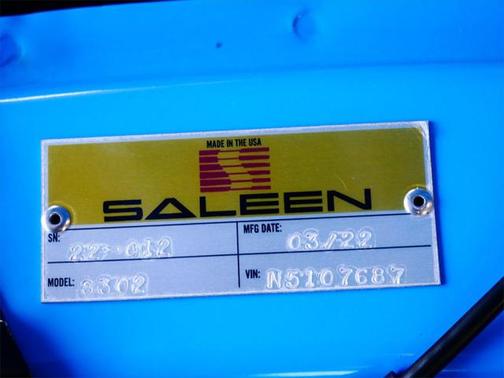 MADE IN THE USA
SALEEN
SN:
MFG DATE: 03/22
MODEL: S302
VIN: N5107687